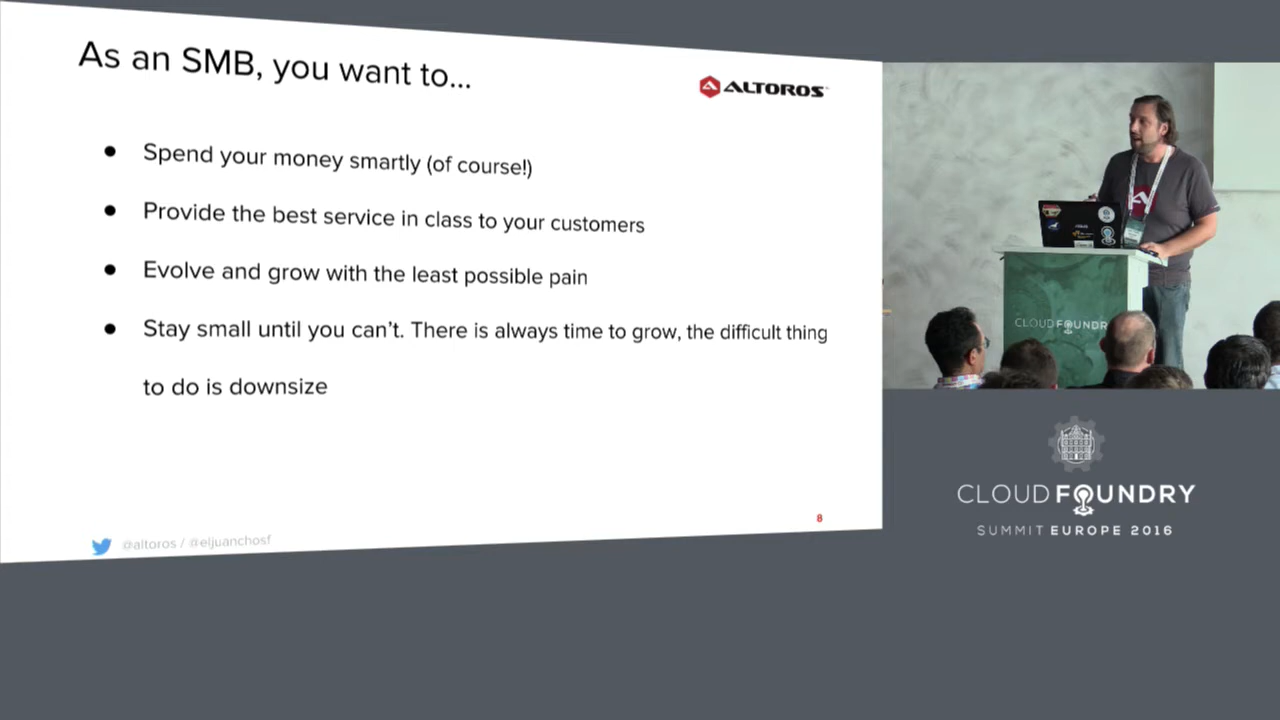 As an SMB, you want to...
ALTOROS
● Spend your money smartly (of course!)
● Provide the best service in class to your customers
● Evolve and grow with the least possible pain
● Stay small until you can't. There is always time to grow, the difficult thing
to do is downsize
8
@altoros / @eljuanchosf
CLOUD FOUNDR
CLOUD FOUNDRY
SUMMIT EUROPE 2016